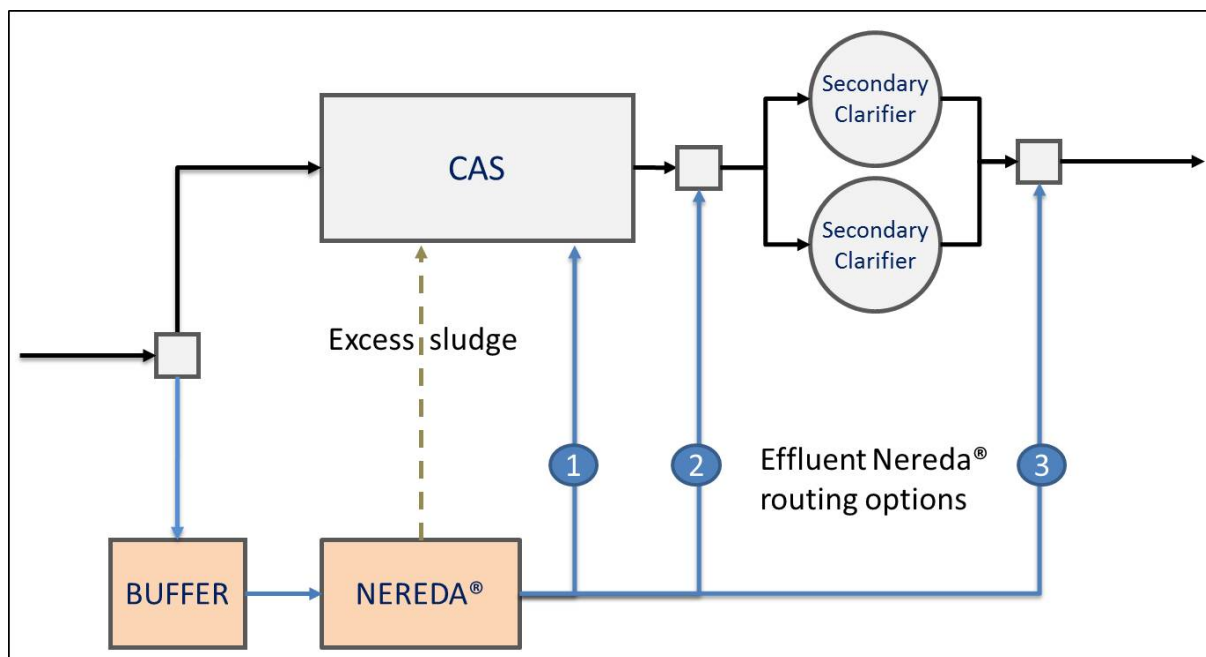 Secondary
Clarifier
CAS
Secondary
Clarifier
Excess sludge
1
2
Effluent Nereda®
routing options
3
BUFFER
NEREDA®